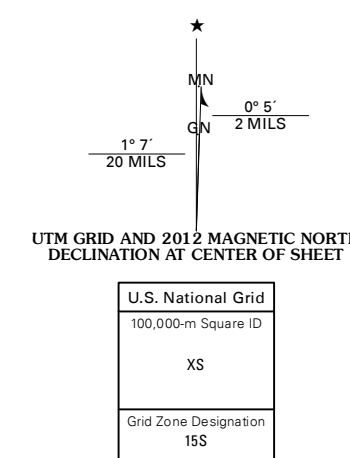 ★
MN
0° 5´
2 MILS
GN
1° 7´
20 MILS
UTM GRID AND 2012 MAGNETIC NORT
DECLINATION AT CENTER OF SHEET
U.S. National Grid
100,000-m Square ID
XS
Grid Zone Designation
15S